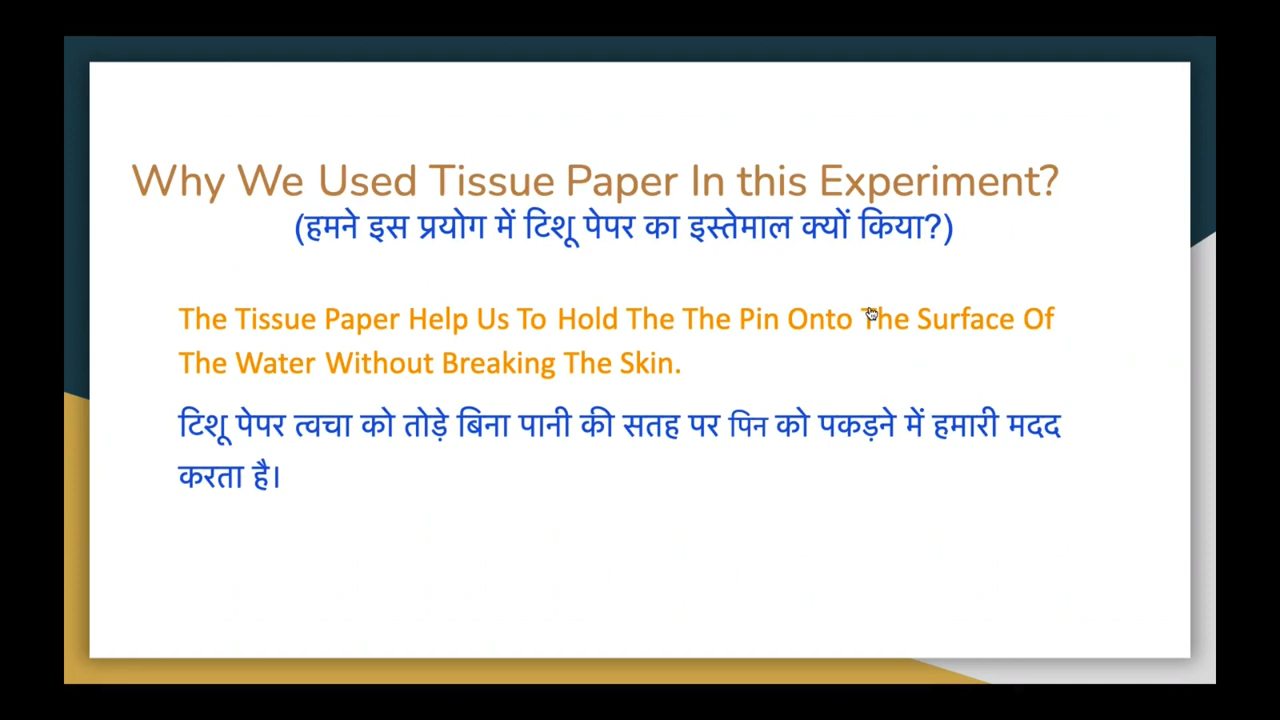 Why We Used Tissue Paper In this Experiment?
(हमने इस प्रयोग में टिशू पेपर का इस्तेमाल क्यों किया?)
The Tissue Paper Help Us To Hold The The Pin Onto The Surface Of
The Water Without Breaking The Skin.
टिशू पेपर त्वचा को तोड़े बिना पानी की सतह पर पिन को पकड़ने में हमारी मदद
करता है।